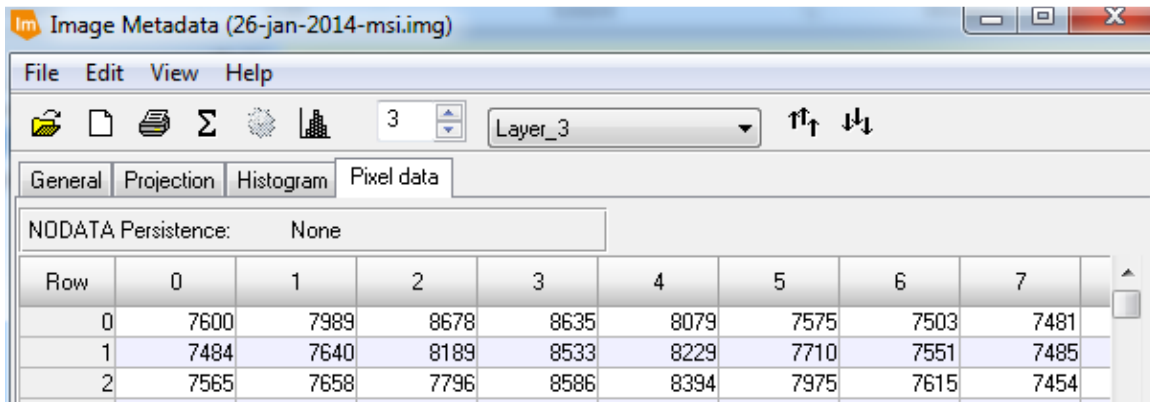 Im Image Metadata (26-jan-2014-msi.img)
File Edit View Help
Σ 3 Layer_3
General Projection Histogram Pixel data
NODATA Persistence: None
Row 0 1 2 3 4 5 6 7
0 7600 7989 8678 8635 8079 7575 7503 7481
1 7484 7640 8189 8533 8229 7710 7551 7485
2 7565 7658 7796 8586 8394 7975 7615 7454